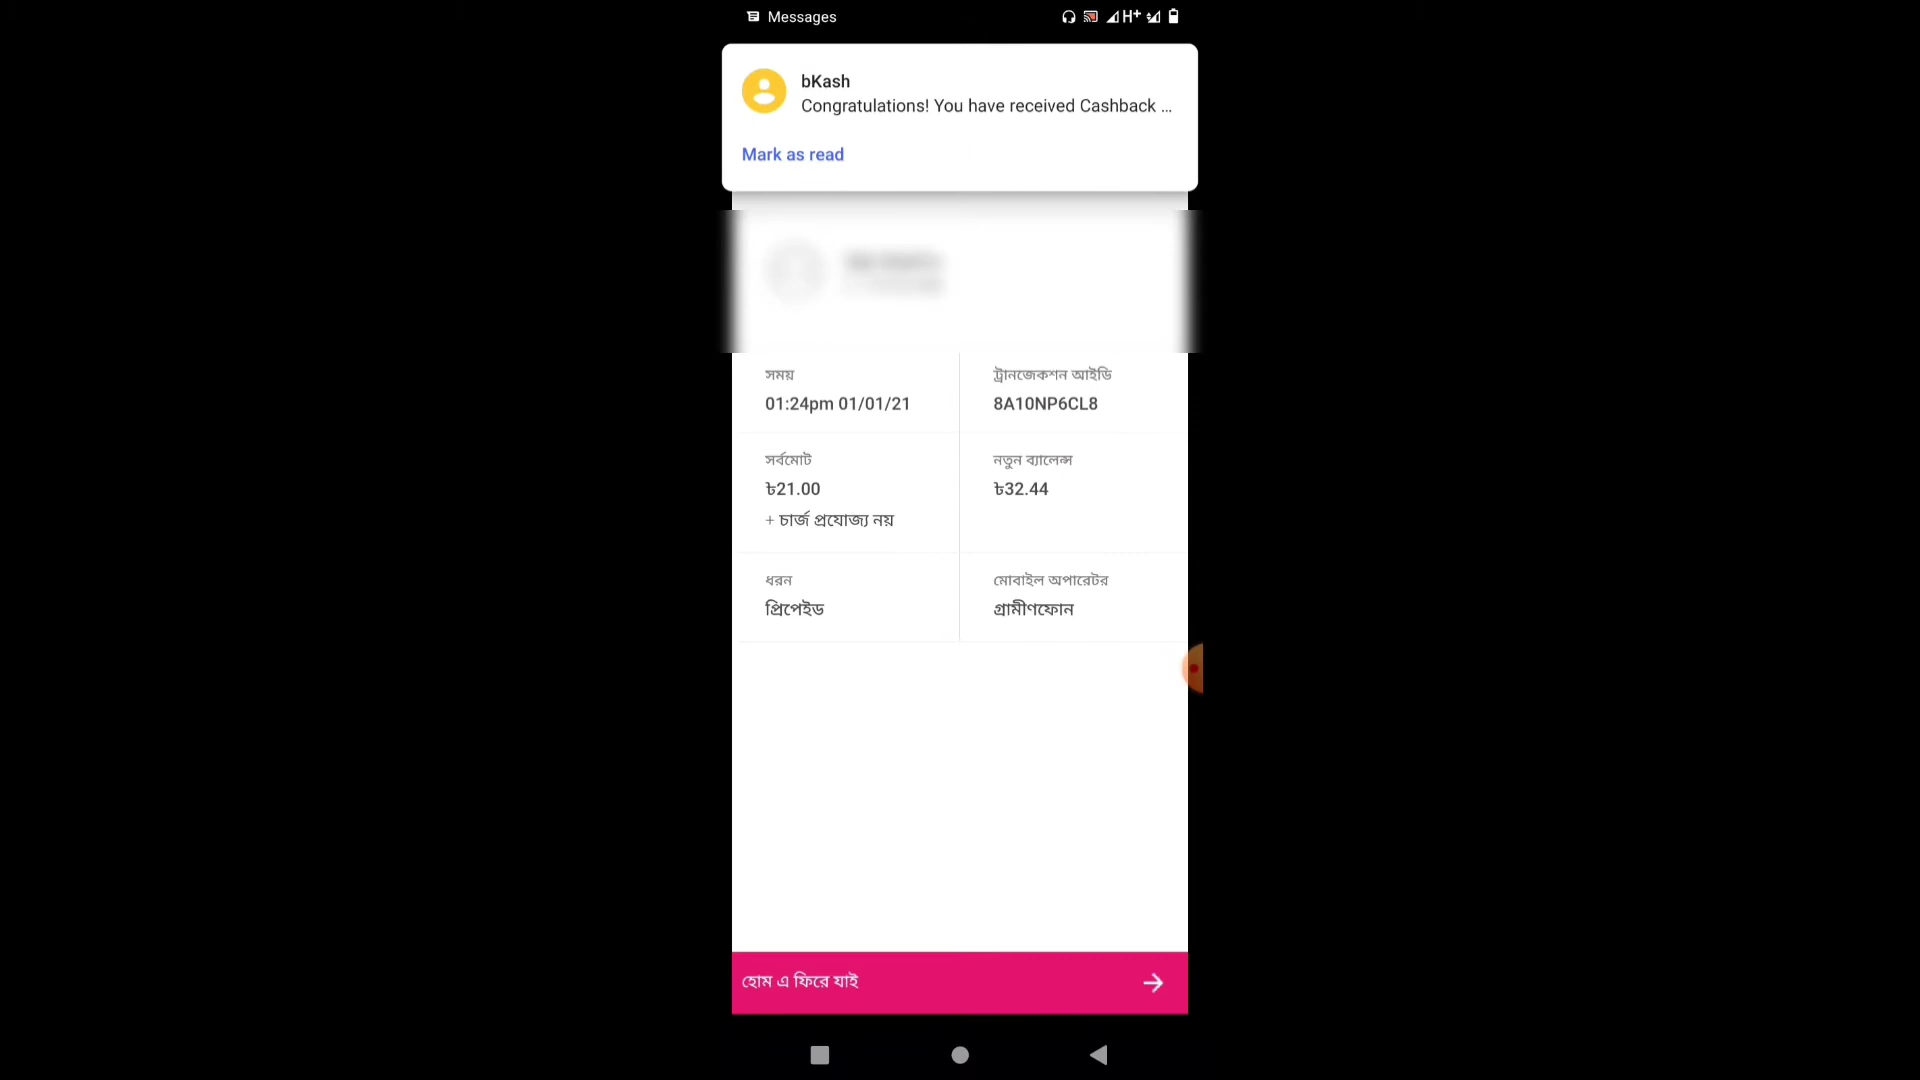 Messages
H+
bKash
Congratulations! You have received Cashback ...
Mark as read
সময়
01:24pm 01/01/21
ট্রানজেকশন আইডি
8A10NP6CL8
সর্বমোট
৳21.00
+ চার্জ প্রযোজ্য নয়
নতুন ব্যালেন্স
৳32.44
ধরন
প্রিপেইড
মোবাইল অপারেটর
গ্রামীণফোন
হোম এ ফিরে যাই